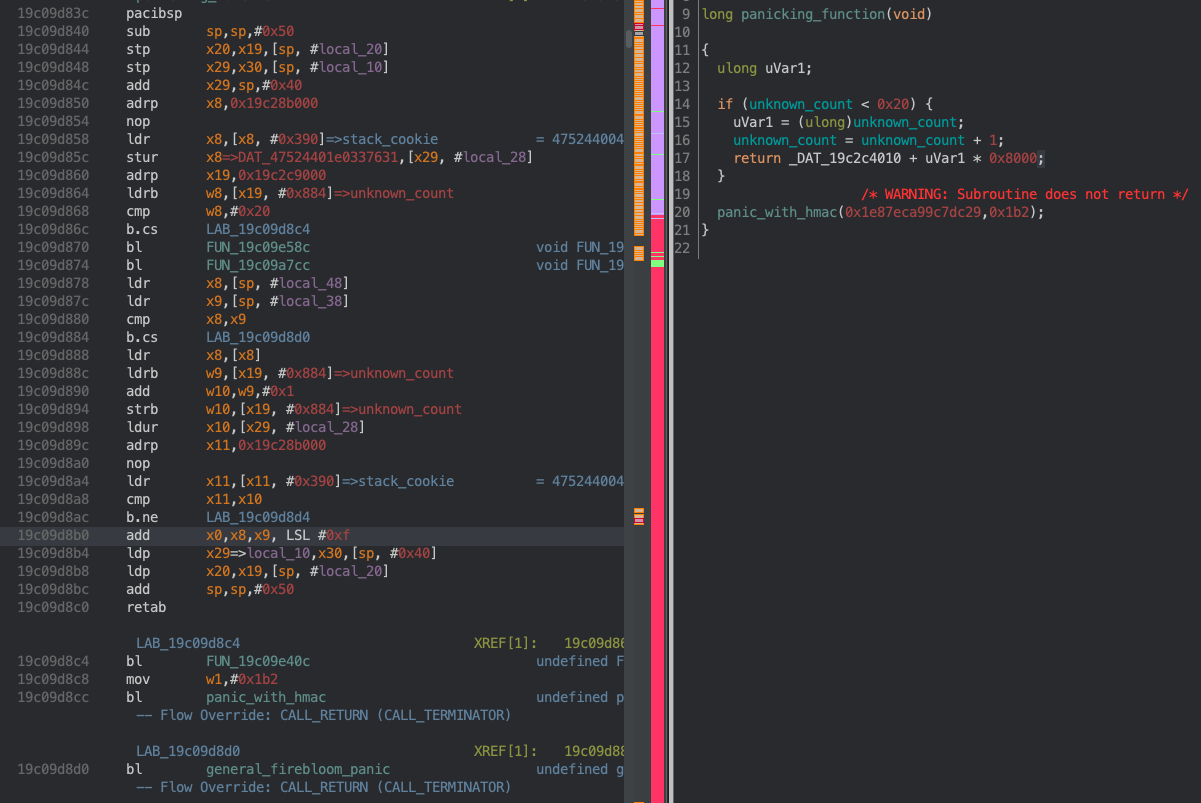 19c09d83c pacibsp
19c09d840 sub sp,sp,#0x50
19c09d844 stp x20,x19,[sp, #local_20]
19c09d848 stp x29,x30,[sp, #local_10]
19c09d84c add x29,sp,#0x40
19c09d850 adrp x8,0x19c28b000
19c09d854 nop
19c09d858 ldr x8,[x8, #0x390]=>stack_cookie = 475244004
19c09d85c stur x8=>DAT_47524401e0337631,[x29, #local_28]
19c09d860 adrp x19,0x19c2c9000
19c09d864 ldrb w8,[x19, #0x884]=>unknown_count
19c09d868 cmp w8,#0x20
19c09d86c b.cs LAB_19c09d8c4
19c09d870 bl FUN_19c09e58c void FUN_19
19c09d874 bl FUN_19c09a7cc void FUN_19
19c09d878 ldr x8,[sp, #local_48]
19c09d87c ldr x9,[sp, #local_38]
19c09d880 cmp x8,x9
19c09d884 b.cs LAB_19c09d8d0
19c09d888 ldr x8,[x8]
19c09d88c ldrb w9,[x19, #0x884]=>unknown_count
19c09d890 add w10,w9,#0x1
19c09d894 strb w10,[x19, #0x884]=>unknown_count
19c09d898 ldur x10,[x29, #local_28]
19c09d89c adrp x11,0x19c28b000
19c09d8a0 nop
19c09d8a4 ldr x11,[x11, #0x390]=>stack_cookie = 475244004
19c09d8a8 cmp x11,x10
19c09d8ac b.ne LAB_19c09d8d4
19c09d8b0 add x0,x8,x9, LSL #0xf
19c09d8b4 ldp x29=>local_10,x30,[sp, #0x40]
19c09d8b8 ldp x20,x19,[sp, #local_20]
19c09d8bc add sp,sp,#0x50
19c09d8c0 retab
LAB_19c09d8c4 XREF[1]: 19c09d86
19c09d8c4 bl FUN_19c09e40c undefined F
19c09d8c8 mov w1,#0x1b2
19c09d8cc bl panic_with_hmac undefined p
-- Flow Override: CALL_RETURN (CALL_TERMINATOR)
LAB_19c09d8d0 XREF[1]: 19c09d88
19c09d8d0 bl general_firebloom_panic undefined g
-- Flow Override: CALL_RETURN (CALL_TERMINATOR)
9 long panicking_function(void)
10
11 {
12 ulong uVar1;
13
14 if (unknown_count < 0x20) {
15 uVar1 = (ulong)unknown_count;
16 unknown_count = unknown_count + 1;
17 return _DAT_19c2c4010 + uVar1 * 0x8000;
18 }
19 /* WARNING: Subroutine does not return */
20 panic_with_hmac(0x1e87eca99c7dc29,0x1b2);
21 }
22